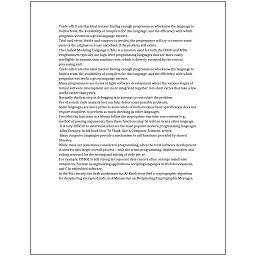 Trade-offs from this ideal involve finding enough programmers who know the language to
build a team, the availability of compilers for that language, and the efficiency with which
programs written in a given language execute.
Trial-and-error/divide-and-conquer is needed: the programmer will try to remove some
parts of the original test case and check if the problem still exists.
The Unified Modeling Language (UML) is a notation used for both the OOAD and MDA.
Programmers typically use high-level programming languages that are more easily
intelligible to humans than machine code, which is directly executed by the central
processing unit.
Trade-offs from this ideal involve finding enough programmers who know the language to
build a team, the availability of compilers for that language, and the efficiency with which
programs written in a given language execute.
Many programmers use forms of Agile software development where the various stages of
formal software development are more integrated together into short cycles that take a few
weeks rather than years.
Normally the first step in debugging is to attempt to reproduce the problem.
Use of a static code analysis tool can help detect some possible problems.
Some languages are more prone to some kinds of faults because their specification does not
require compilers to perform as much checking as other languages.
Provided the functions in a library follow the appropriate run-time conventions (e.g.,
method of passing arguments), then these functions may be written in any other language.
It is very difficult to determine what are the most popular modern programming languages.
Allen Downey, in his book How To Think Like A Computer Scientist, writes:
Many computer languages provide a mechanism to call functions provided by shared
libraries.
While these are sometimes considered programming, often the term software development
is used for this larger overall process – with the terms programming, implementation, and
coding reserved for the writing and editing of code per se.
For example, COBOL is still strong in corporate data centers often on large mainframe
computers, Fortran in engineering applications, scripting languages in Web development,
and C in embedded software.
In the 9th century, the Arab mathematician Al-Kindi described a cryptographic algorithm
for deciphering encrypted code, in A Manuscript on Deciphering Cryptographic Messages.